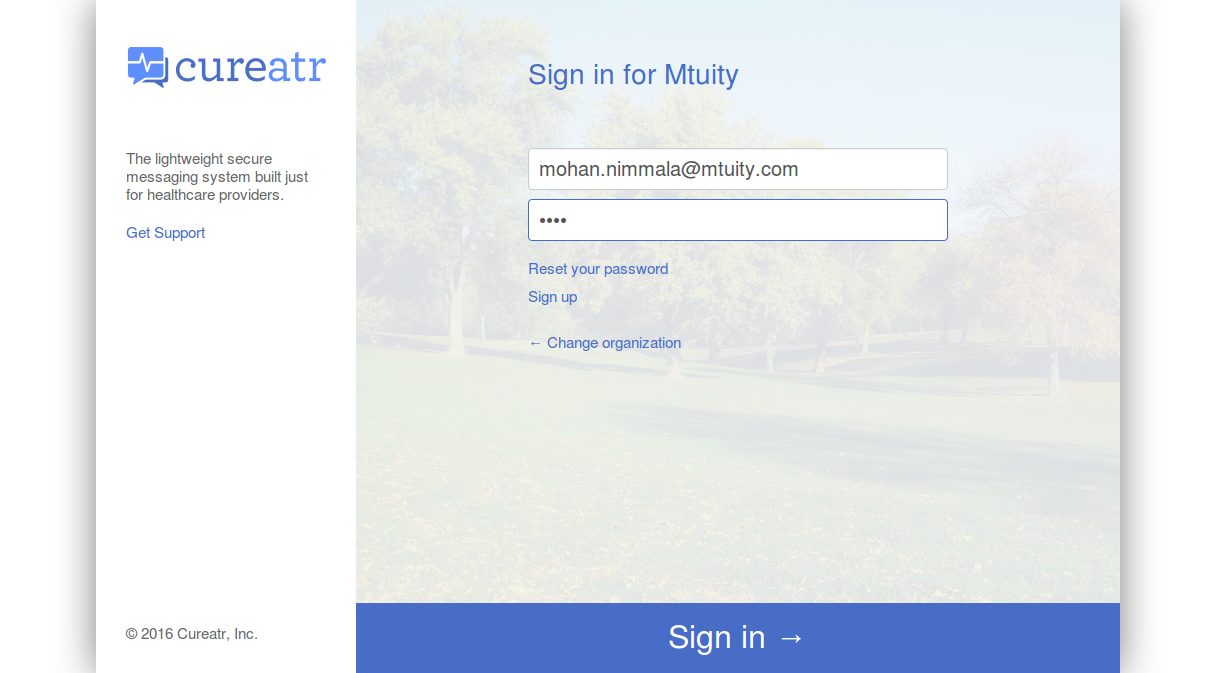 cureatr
The lightweight secure
messaging system built just
for healthcare providers.
Get Support
© 2016 Cureatr, Inc.
Sign in for Mtuity
mohan.nimmala@mtuity.com
••••
Reset your password
Sign up
← Change organization
Sign in →